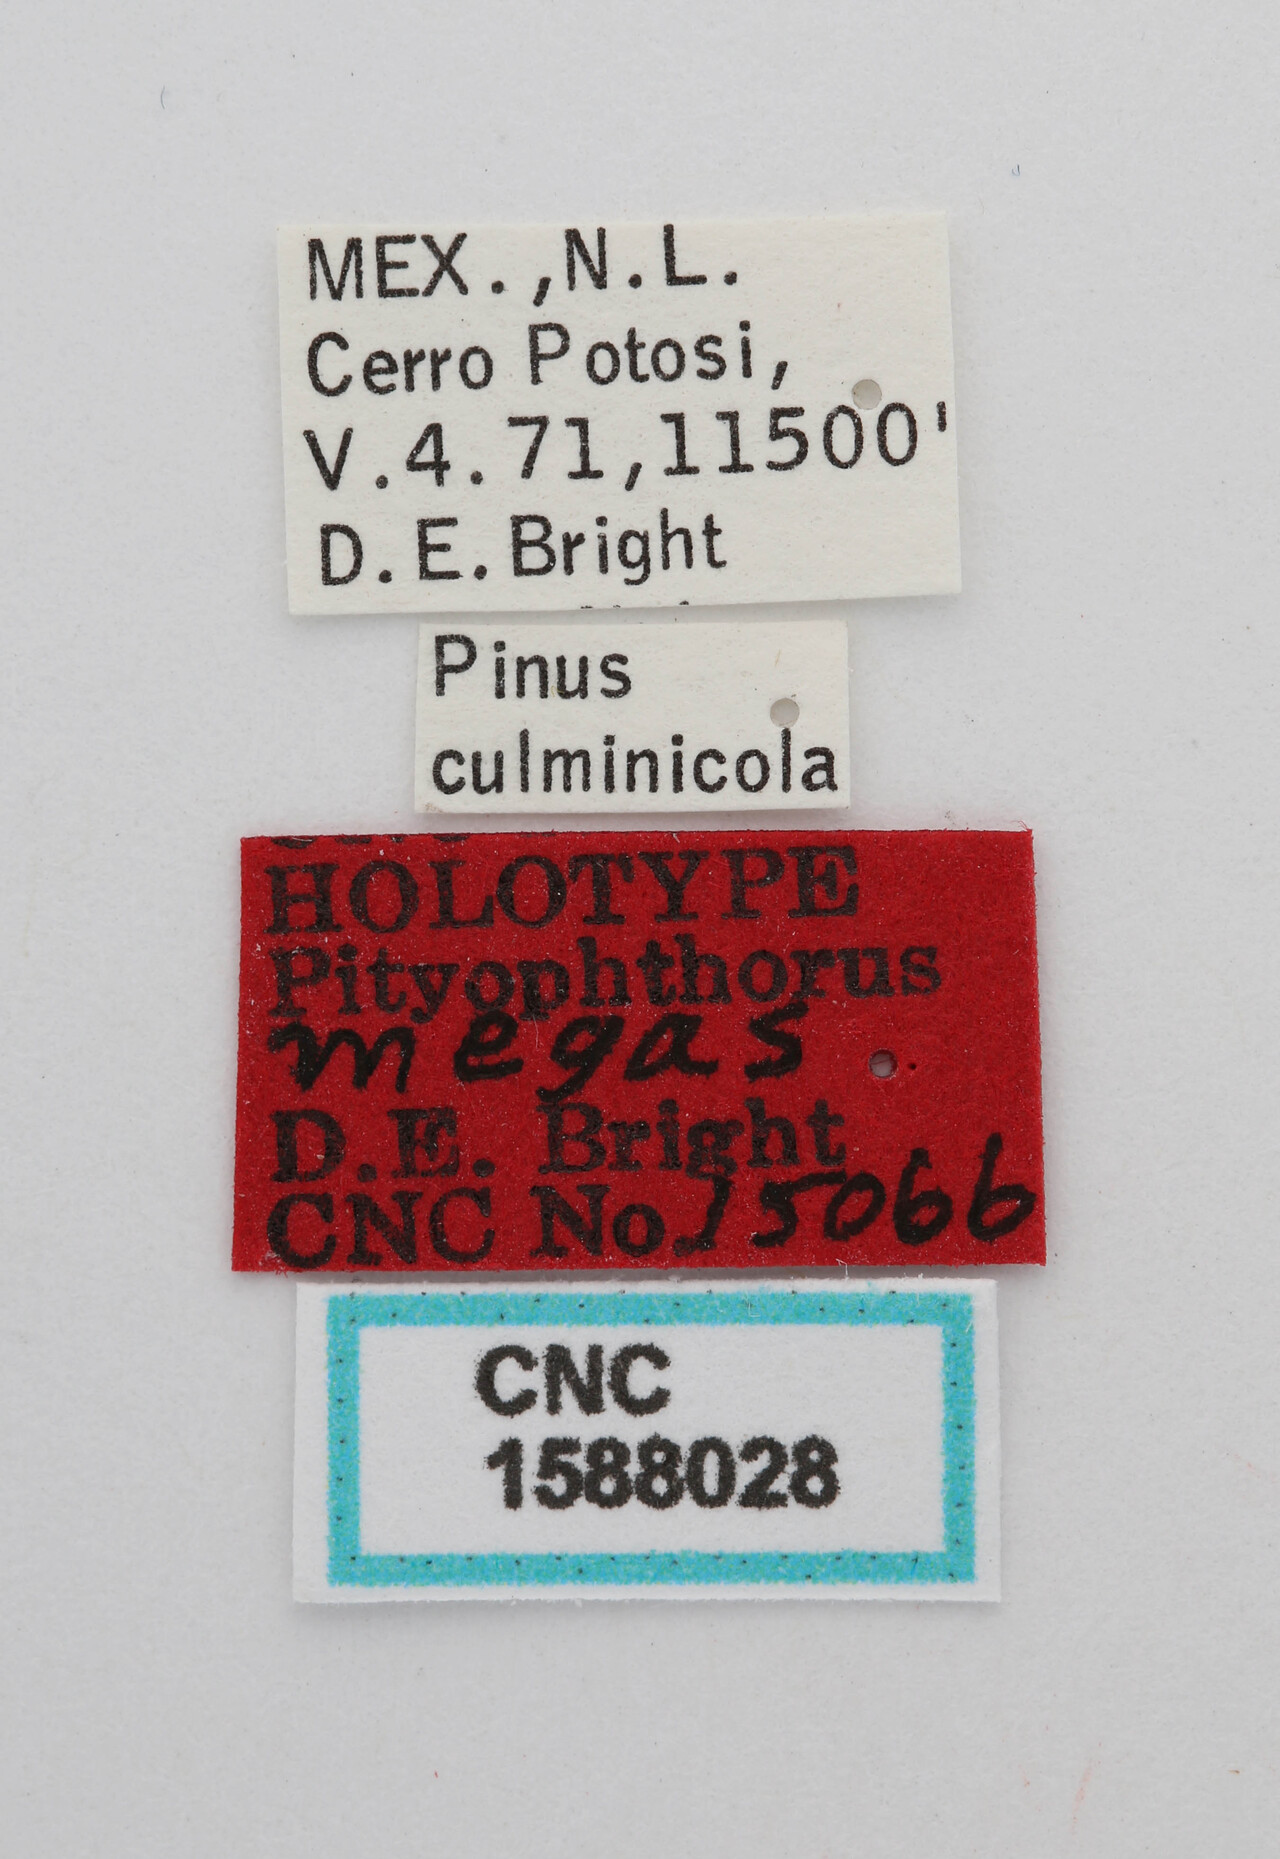 MEX.,N.L.
Cerro Potosi,
V.4.71,11500'
D.E.Bright
Pinus
culminicola
HOLOTYPE
Pityophthorus
megas
D.E. Bright
CNC No.15066
CNC
1588028